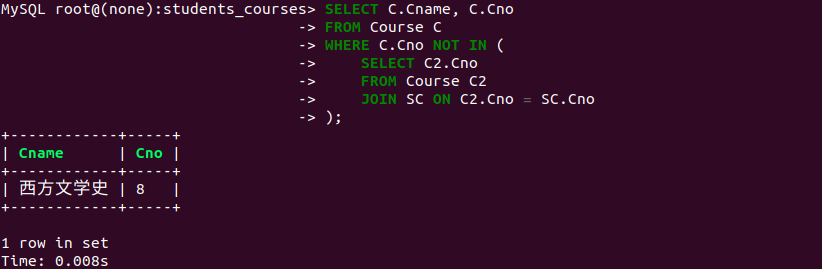 MySQL root@(none):students_courses> SELECT C.Cname, C.Cno
-> FROM Course C
-> WHERE C.Cno NOT IN (
->     SELECT C2.Cno
->     FROM Course C2
->     JOIN SC ON C2.Cno = SC.Cno
-> );
+------------+-----+
| Cname      | Cno |
+------------+-----+
| 西方文学史 | 8   |
+------------+-----+
1 row in set
Time: 0.008s